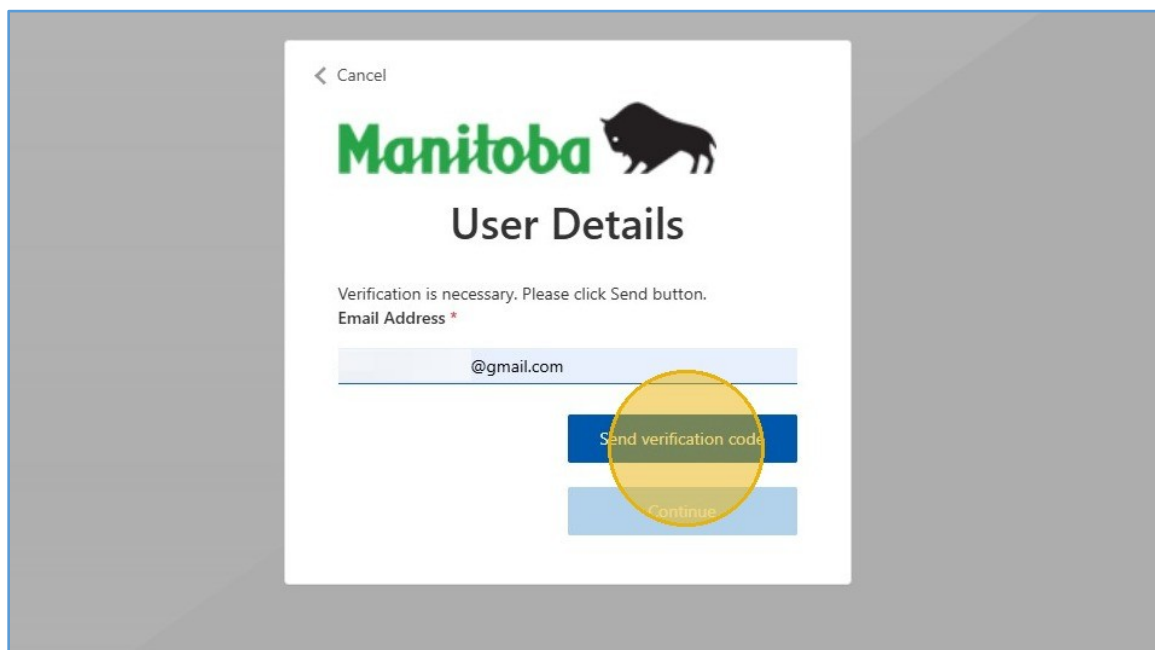 Cancel
Manitoba
User Details
Verification is necessary. Please click Send button.
Email Address *
@gmail.com
Send verification code
Continue